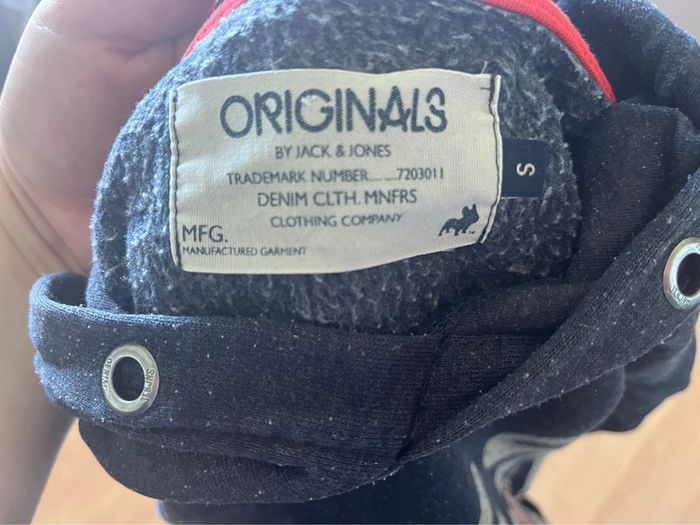 ORIGINALS
BY JACK & JONES
TRADEMARK NUMBER.......7203011
DENIM CLTH. MNFRS
CLOTHING COMPANY
MFG.
MANUFACTURED GARMENT
S